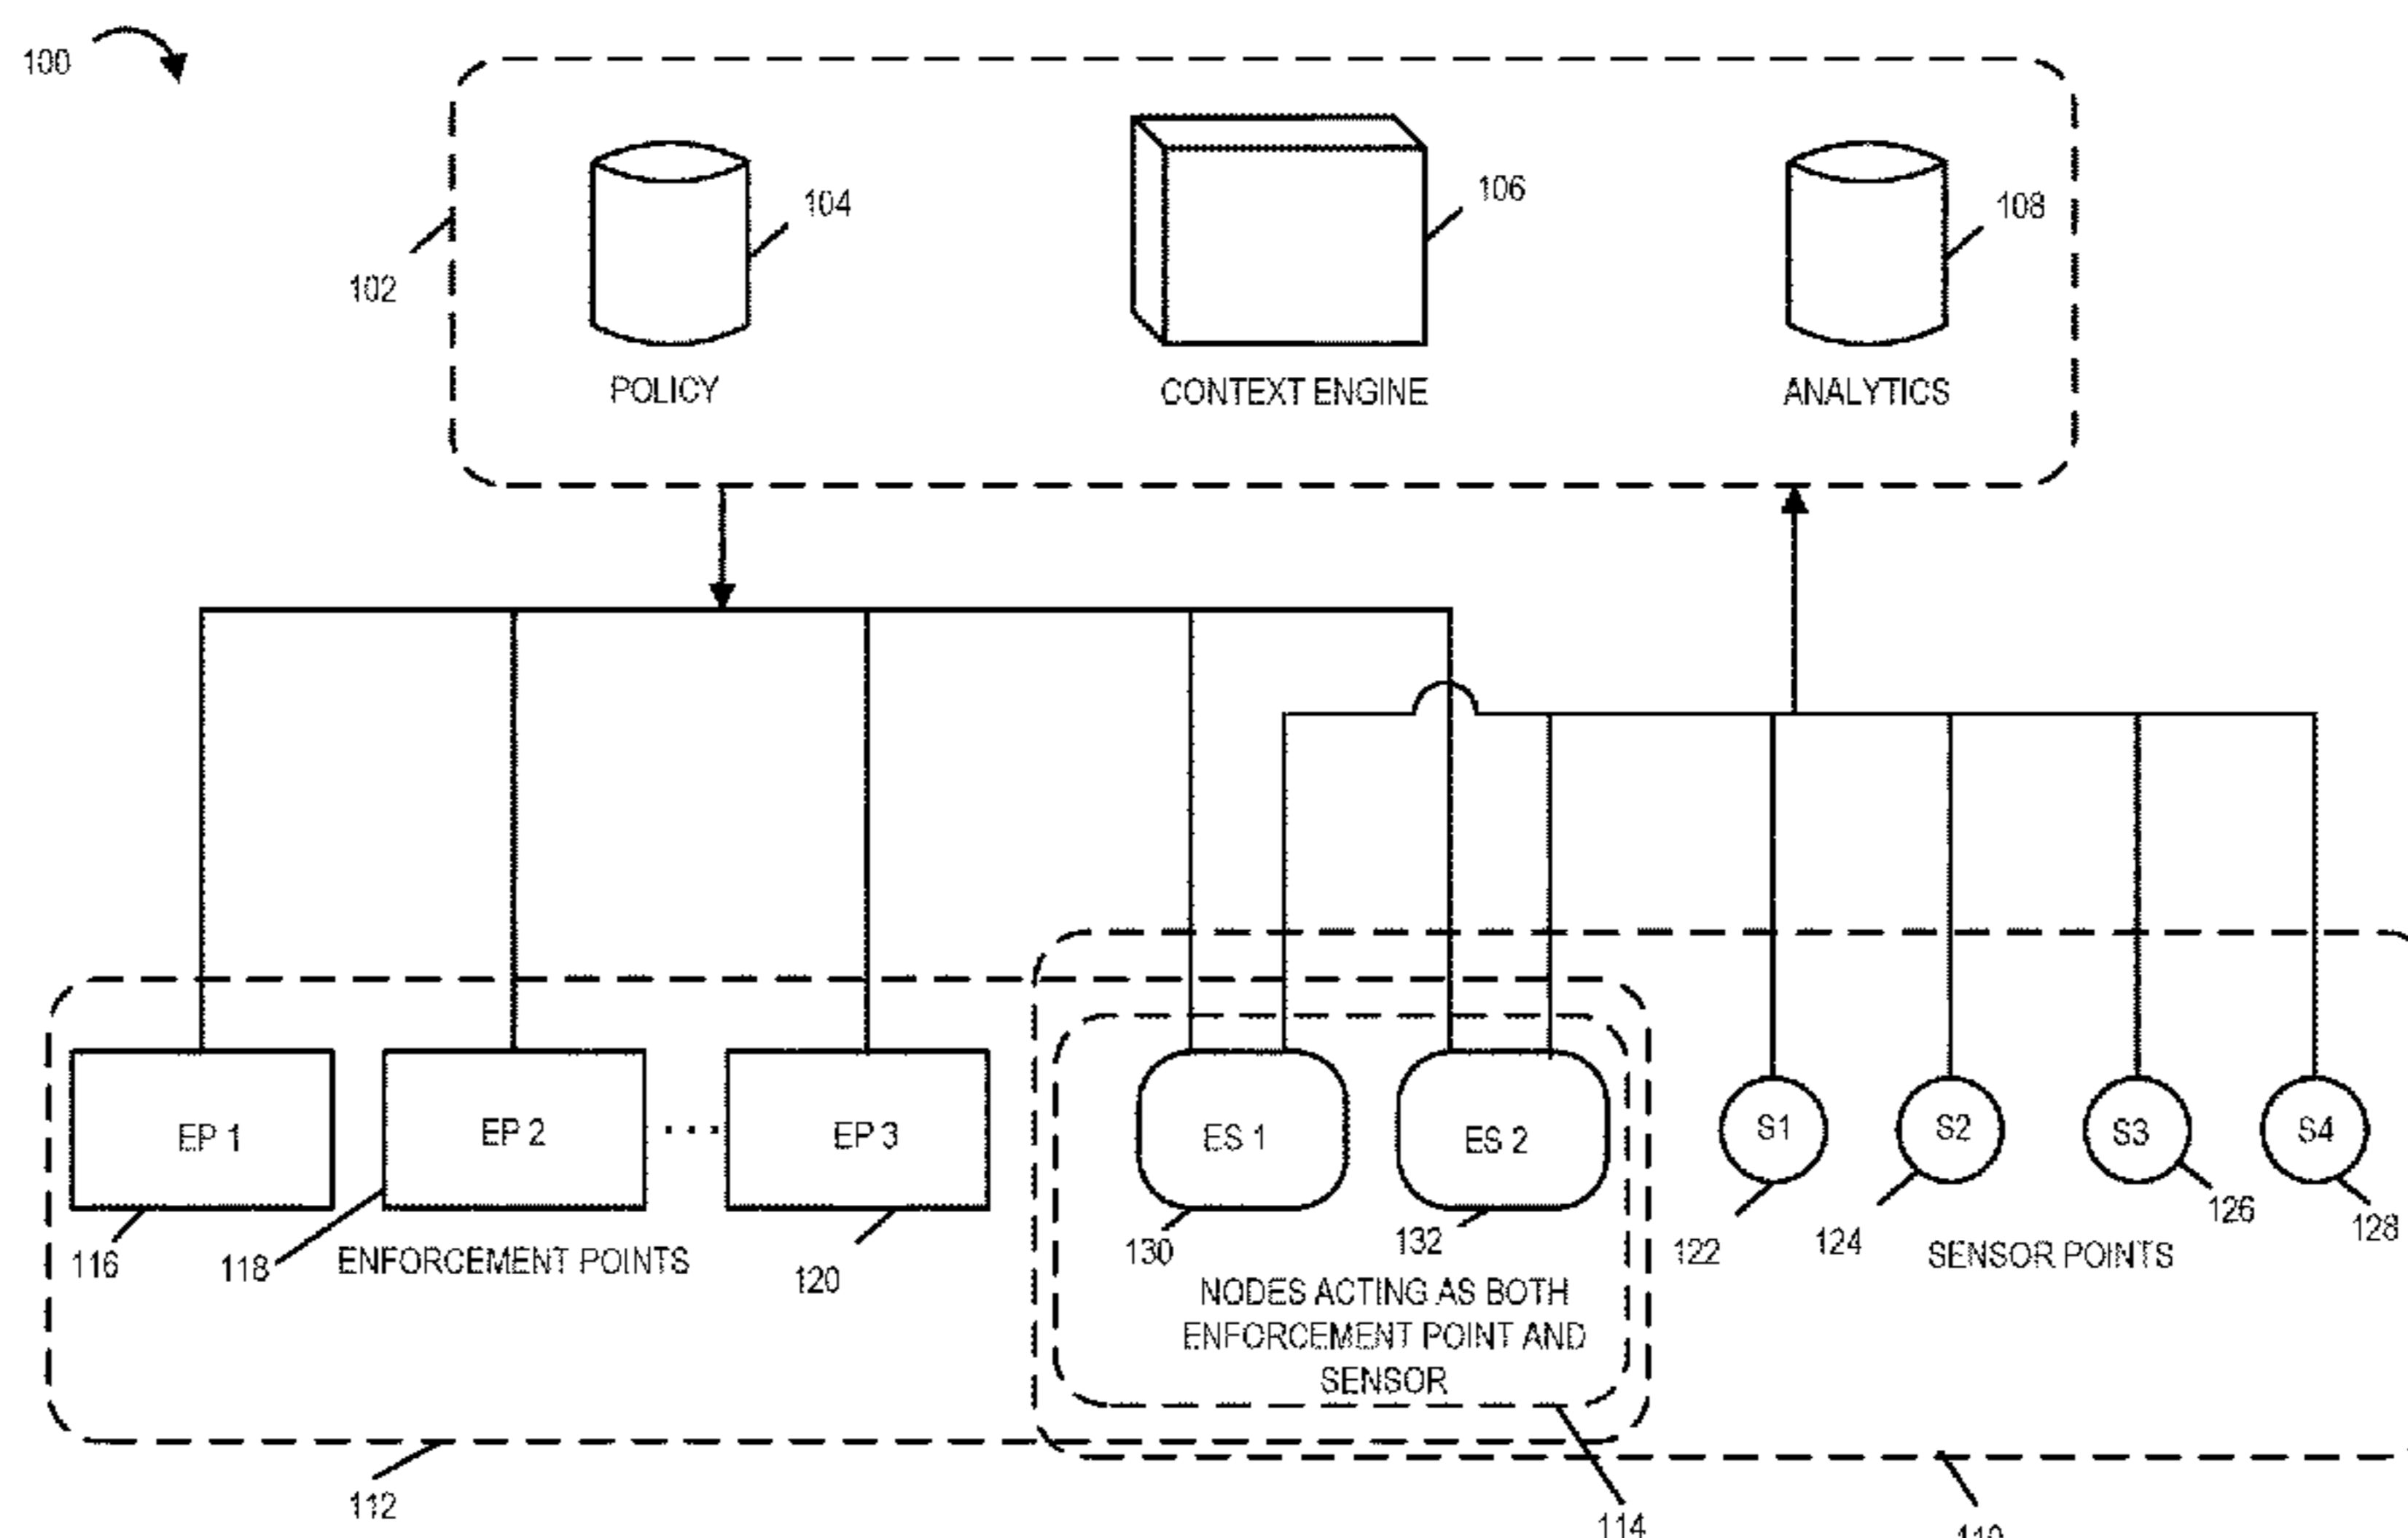 100
102
104
106
108
POLICY
CONTEXT ENGINE
ANALYTICS
EP 1
EP 2
...
EP 3
ES 1
ES 2
S1
S2
S3
S4
116
118
ENFORCEMENT POINTS
120
130
132
122
124
SENSOR POINTS
126
128
NODES ACTING AS BOTH
ENFORCEMENT POINT AND
SENSOR
112
114